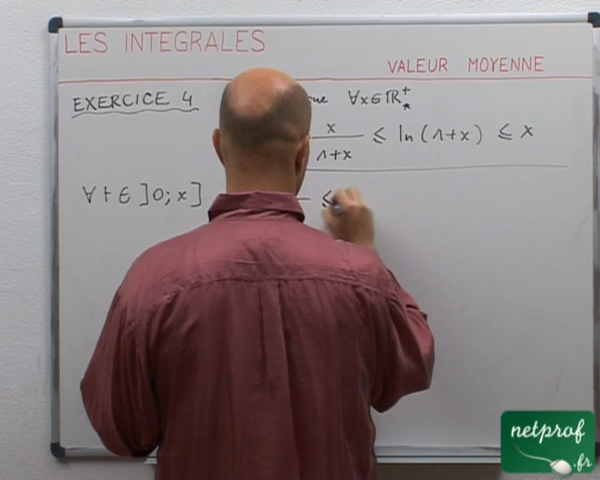 LES INTEGRALES
VALEUR MOYENNE
EXERCICE 4 ∀x∈ℝ*⁺
x/(1+x) ≤ ln(1+x) ≤ x
∀t∈]0;x] ≤
netprof
.fr